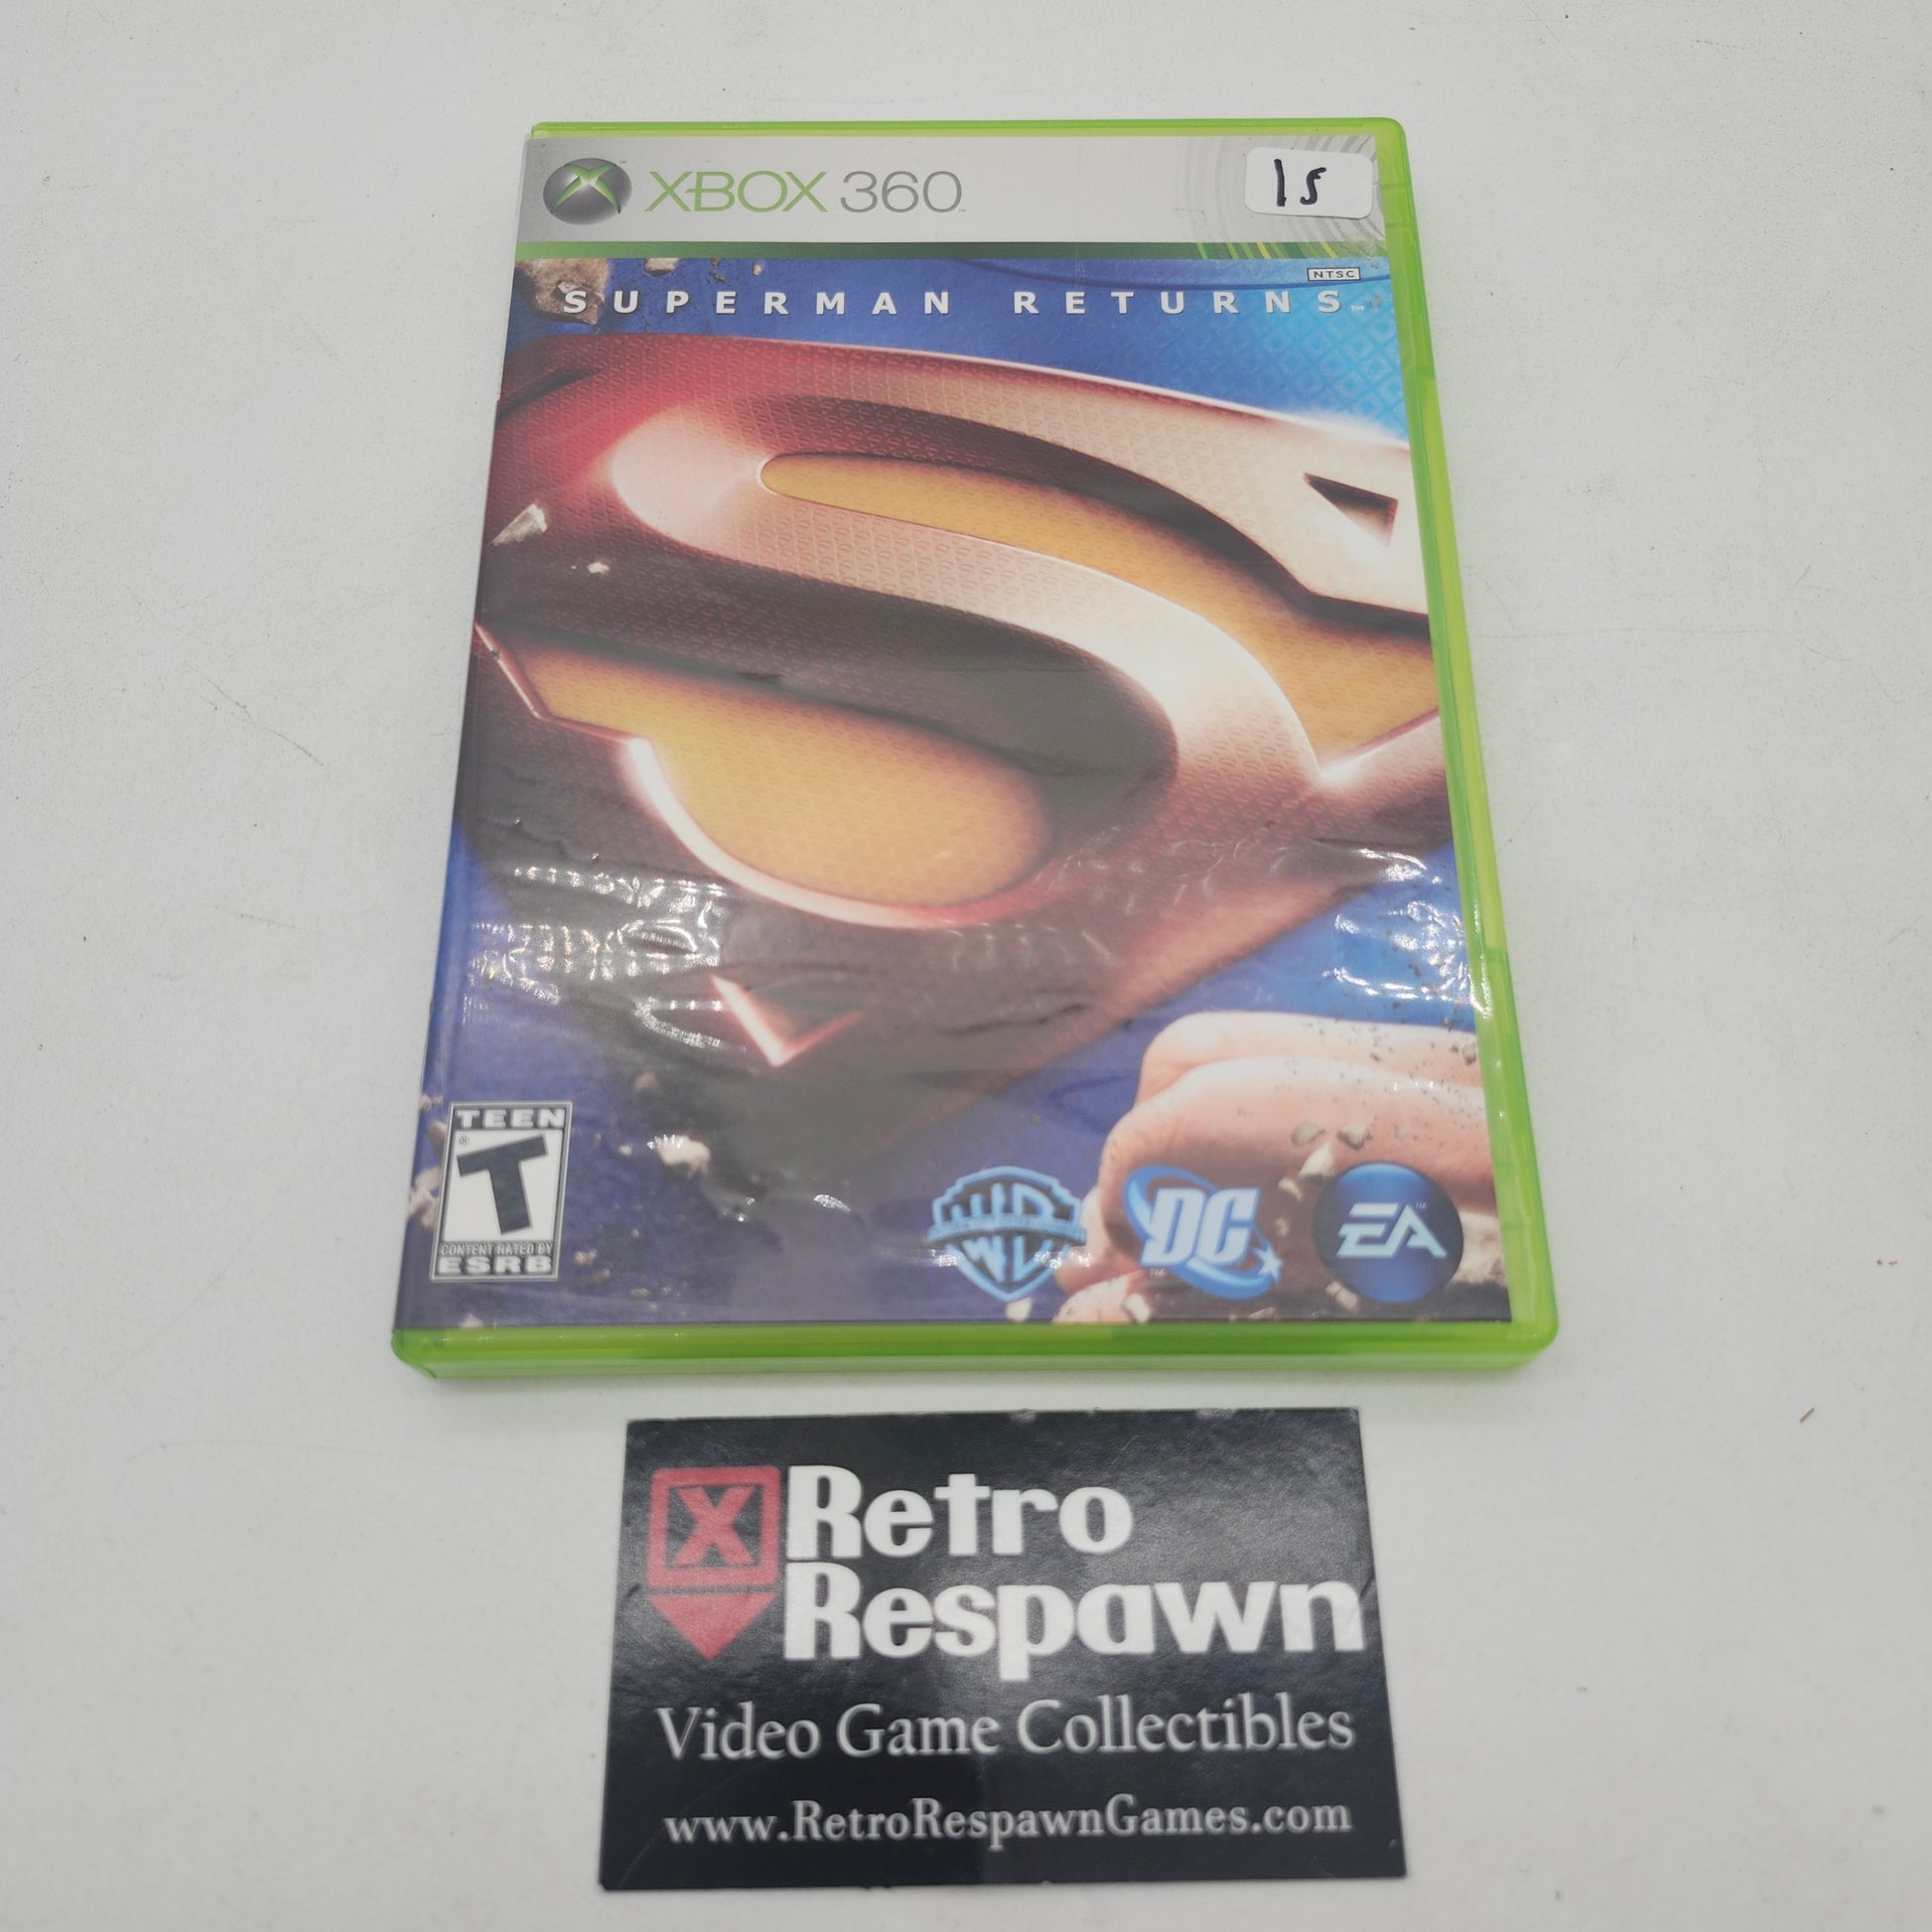 XBOX 360
15
NTSC
SUPERMAN RETURNS™
TEEN
T
CONTENT RATED BY
ESRB
DC
EA
X Retro
Respawn
Video Game Collectibles
www.RetroRespawnGames.com